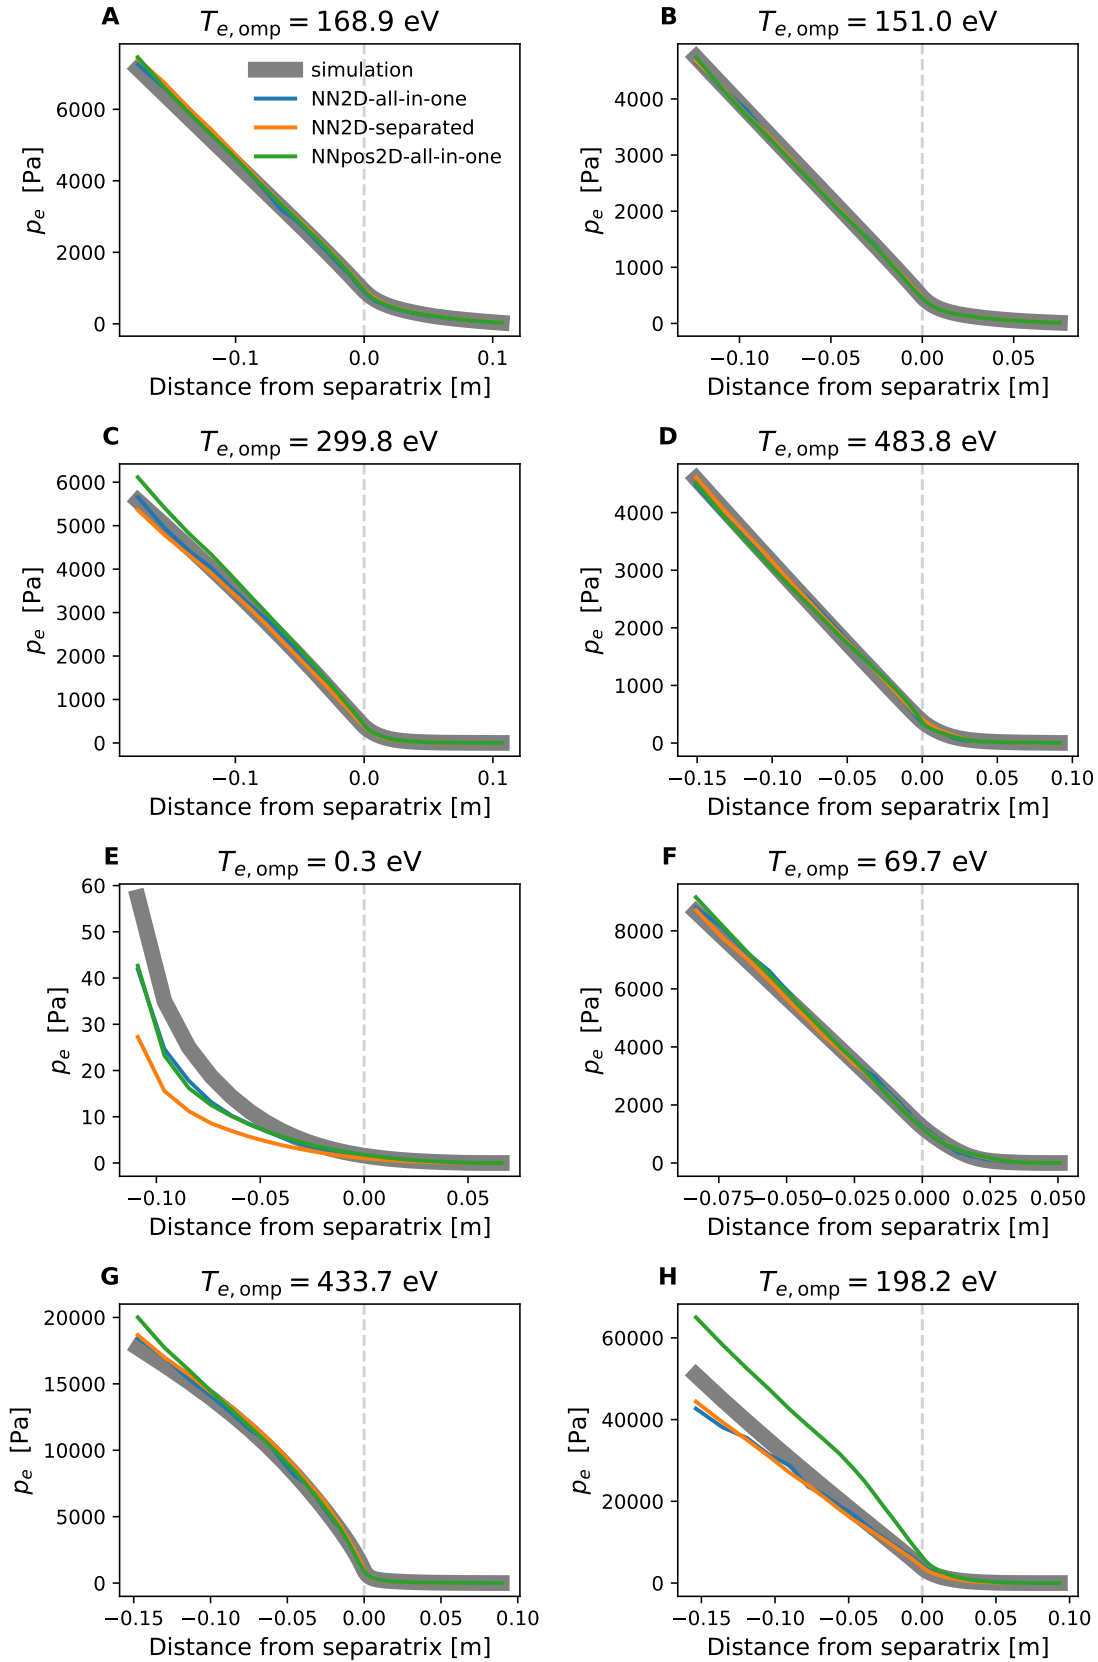 A
T_e, omp = 168.9 eV
p_e [Pa]
6000
4000
2000
0
simulation
NN2D-all-in-one
NN2D-separated
NNpos2D-all-in-one
−0.1 0.0 0.1
Distance from separatrix [m]
B
T_e, omp = 151.0 eV
p_e [Pa]
4000
3000
2000
1000
0
−0.10 −0.05 0.00 0.05
Distance from separatrix [m]
C
T_e, omp = 299.8 eV
p_e [Pa]
6000
5000
4000
3000
2000
1000
0
−0.1 0.0 0.1
Distance from separatrix [m]
D
T_e, omp = 483.8 eV
p_e [Pa]
4000
3000
2000
1000
0
−0.15 −0.10 −0.05 0.00 0.05 0.10
Distance from separatrix [m]
E
T_e, omp = 0.3 eV
p_e [Pa]
60
50
40
30
20
10
0
−0.10 −0.05 0.00 0.05
Distance from separatrix [m]
F
T_e, omp = 69.7 eV
p_e [Pa]
8000
6000
4000
2000
0
−0.075 −0.050 −0.025 0.000 0.025 0.050
Distance from separatrix [m]
G
T_e, omp = 433.7 eV
p_e [Pa]
20000
15000
10000
5000
0
−0.15 −0.10 −0.05 0.00 0.05 0.10
Distance from separatrix [m]
H
T_e, omp = 198.2 eV
p_e [Pa]
60000
40000
20000
0
−0.15 −0.10 −0.05 0.00 0.05 0.10
Distance from separatrix [m]